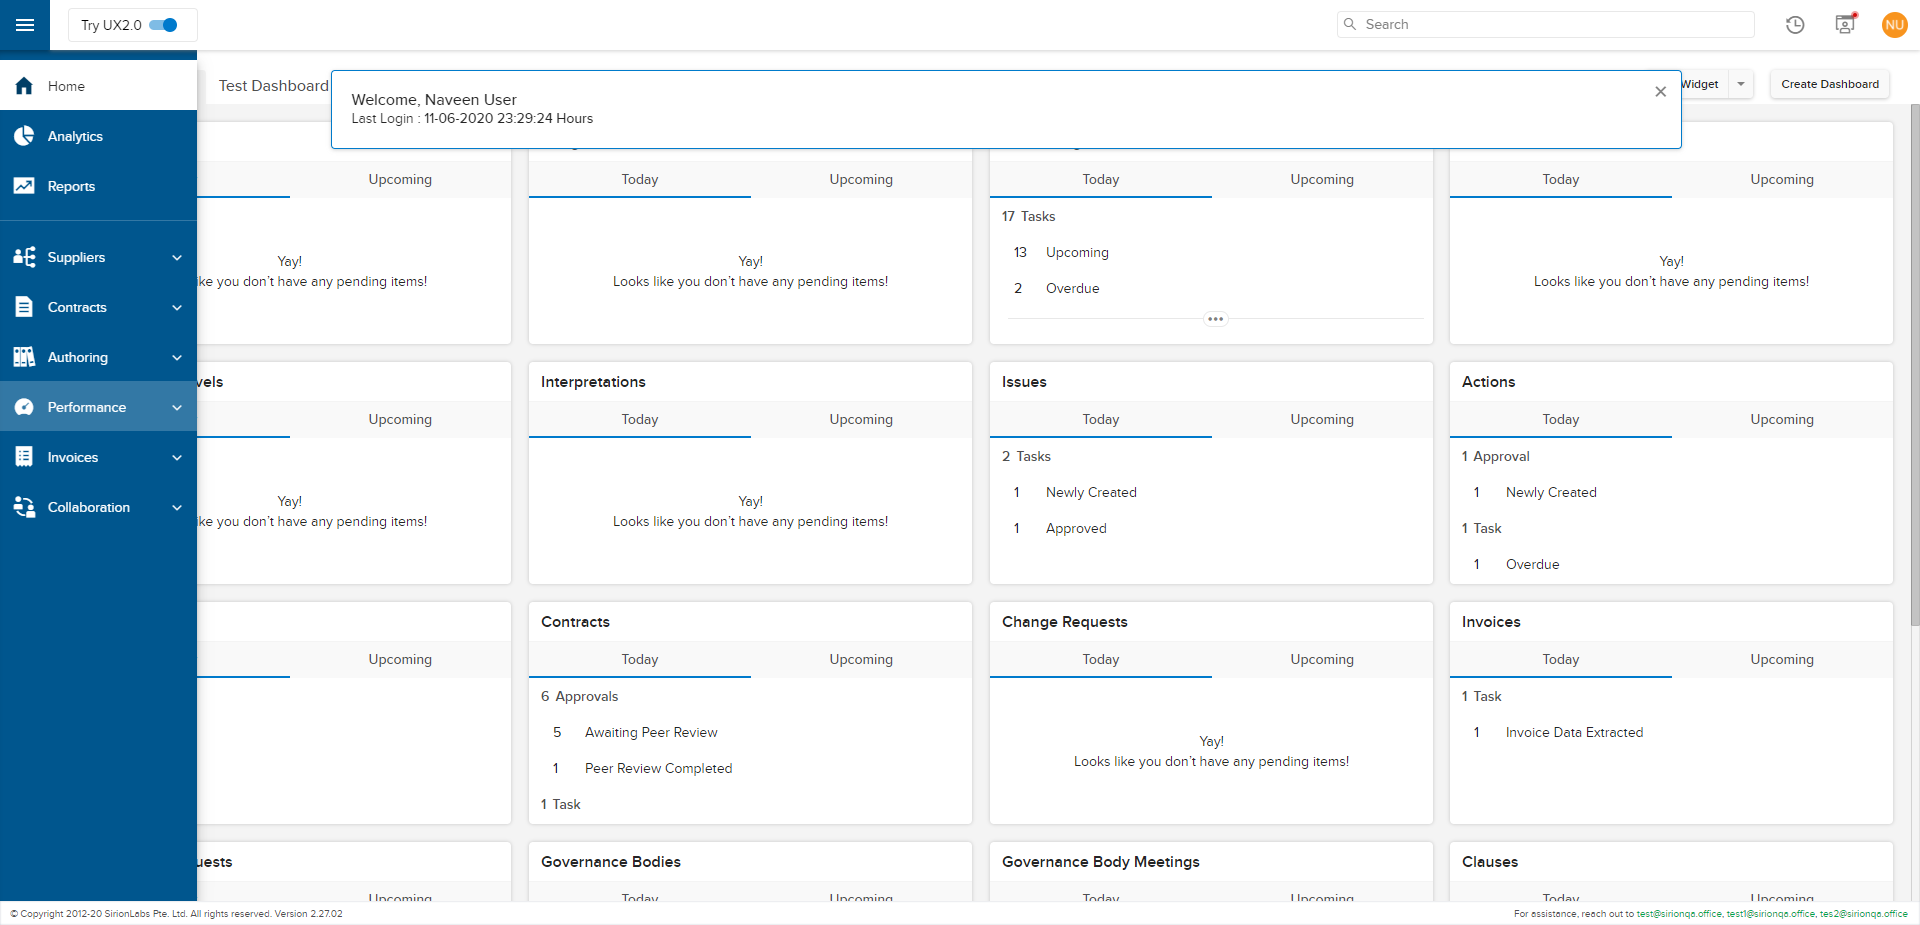 Try UX2.0
Search
NU
Home
Analytics
Reports
Suppliers
Contracts
Authoring
Performance
Invoices
Collaboration
Test Dashboard
Welcome, Naveen User
Last Login : 11-06-2020 23:29:24 Hours
Widget
Create Dashboard
Upcoming
Today Upcoming
Today Upcoming
Today Upcoming
Yay!
ike you don't have any pending items!
Yay!
Looks like you don't have any pending items!
17 Tasks
13 Upcoming
2 Overdue
Yay!
Looks like you don't have any pending items!
vels
Upcoming
Yay!
ike you don't have any pending items!
Interpretations
Today Upcoming
Yay!
Looks like you don't have any pending items!
Issues
Today Upcoming
2 Tasks
1 Newly Created
1 Approved
Actions
Today Upcoming
1 Approval
1 Newly Created
1 Task
1 Overdue
Upcoming
Contracts
Today Upcoming
6 Approvals
5 Awaiting Peer Review
1 Peer Review Completed
1 Task
Change Requests
Today Upcoming
Yay!
Looks like you don't have any pending items!
Invoices
Today Upcoming
1 Task
1 Invoice Data Extracted
uests
Upcoming
Governance Bodies
Today Upcoming
Governance Body Meetings
Today Upcoming
Clauses
Today Upcoming
© Copyright 2012-20 SirionLabs Pte. Ltd. All rights reserved. Version 2.27.02
For assistance, reach out to test@sirionqa.office, test1@sirionqa.office, tes2@sirionqa.office